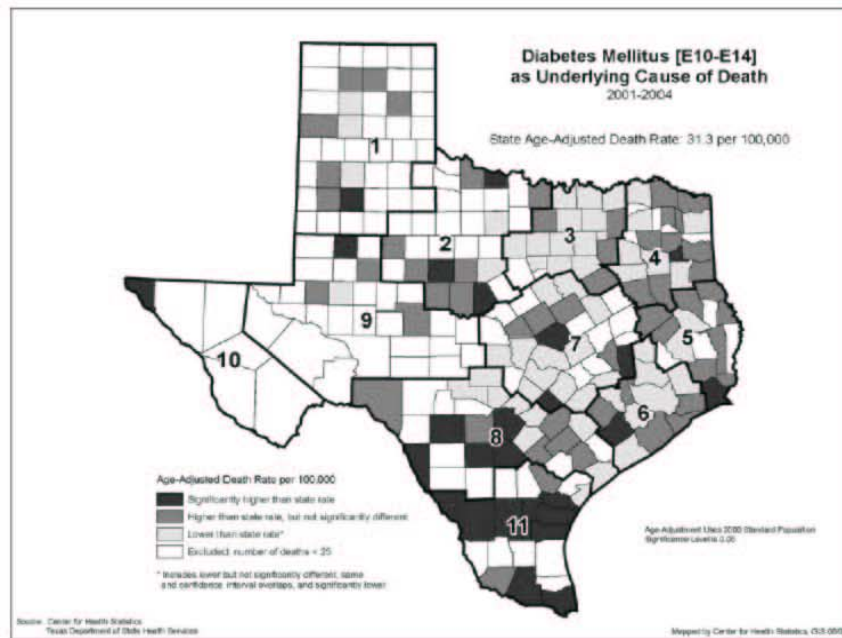 Diabetes Mellitus [E10-E14]
as Underlying Cause of Death
2001-2004
State Age-Adjusted Death Rate: 31.3 per 100,000
1
2
3
4
9
7
5
10
6
8
11
Age-Adjusted Death Rate per 100,000
Significantly higher than state rate
Higher than state rate, but not significantly different
Lower than state rate*
Excluded: number of deaths < 25
* Includes lower but not significantly different, same
and confidence interval overlaps, and significantly lower.
Age-Adjustment Uses 2000 Standard Population
Significance Level is 0.05
Source: Center for Health Statistics
Texas Department of State Health Services
Mapped by Center for Health Statistics,